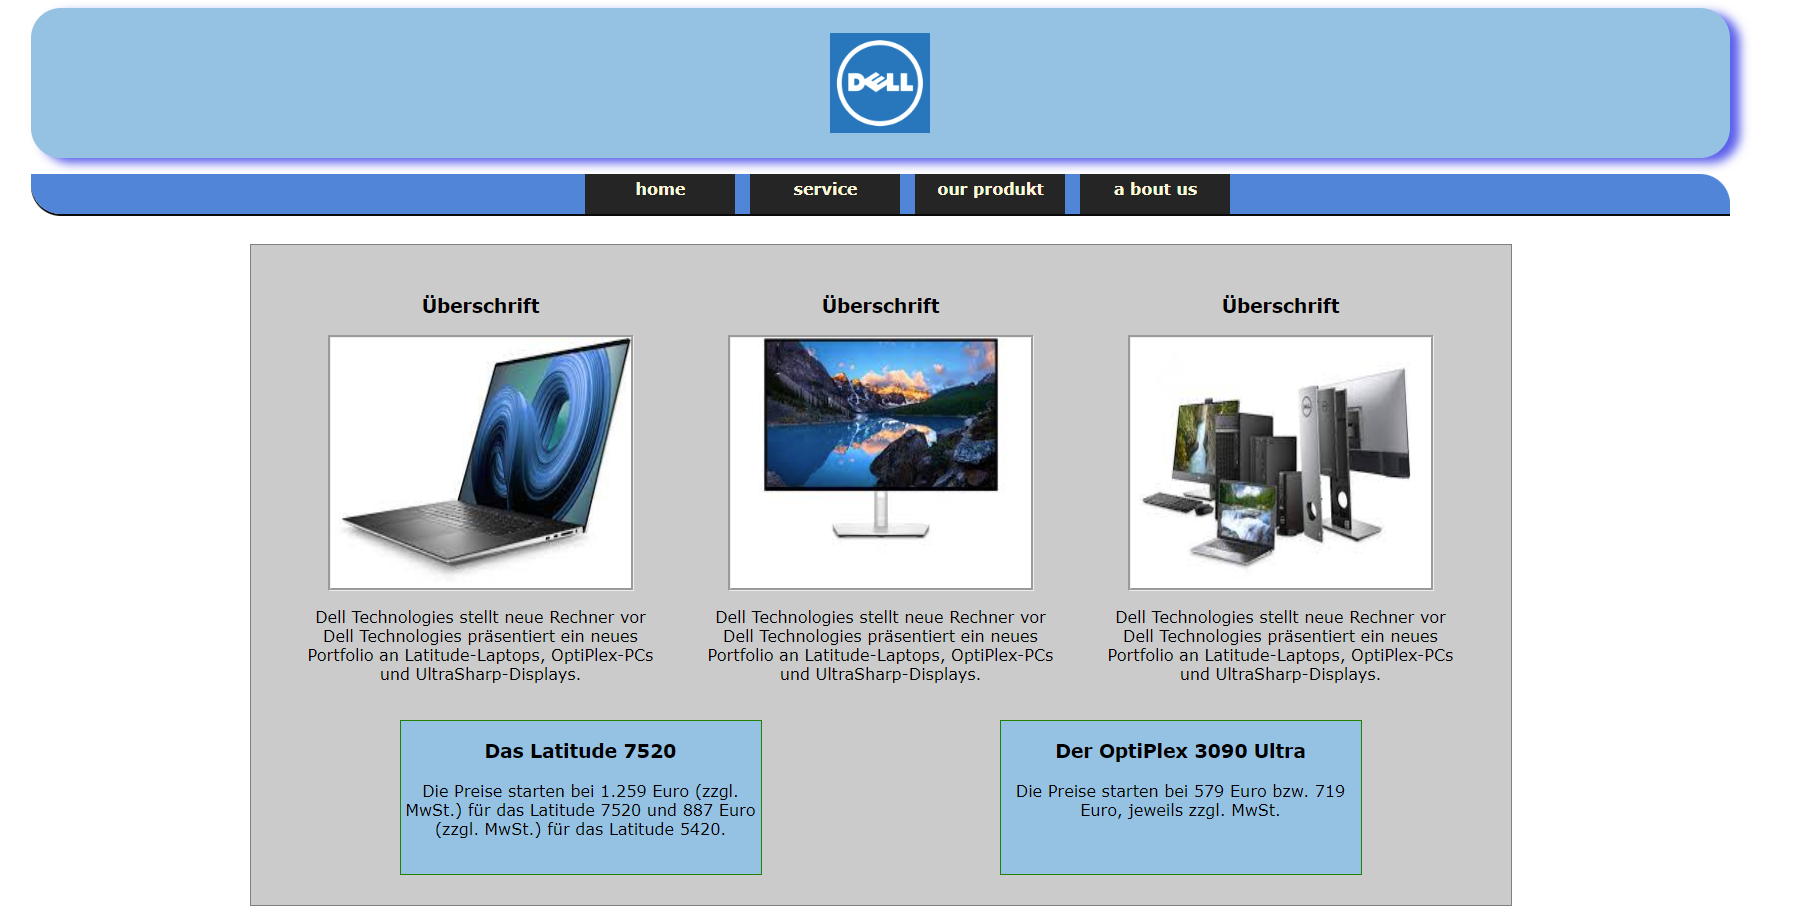 DELL
home service our produkt a bout us
Überschrift
Dell Technologies stellt neue Rechner vor
Dell Technologies präsentiert ein neues
Portfolio an Latitude-Laptops, OptiPlex-PCs
und UltraSharp-Displays.
Überschrift
Dell Technologies stellt neue Rechner vor
Dell Technologies präsentiert ein neues
Portfolio an Latitude-Laptops, OptiPlex-PCs
und UltraSharp-Displays.
Überschrift
DELL
Dell Technologies stellt neue Rechner vor
Dell Technologies präsentiert ein neues
Portfolio an Latitude-Laptops, OptiPlex-PCs
und UltraSharp-Displays.
Das Latitude 7520
Die Preise starten bei 1.259 Euro (zzgl.
MwSt.) für das Latitude 7520 und 887 Euro
(zzgl. MwSt.) für das Latitude 5420.
Der OptiPlex 3090 Ultra
Die Preise starten bei 579 Euro bzw. 719
Euro, jeweils zzgl. MwSt.